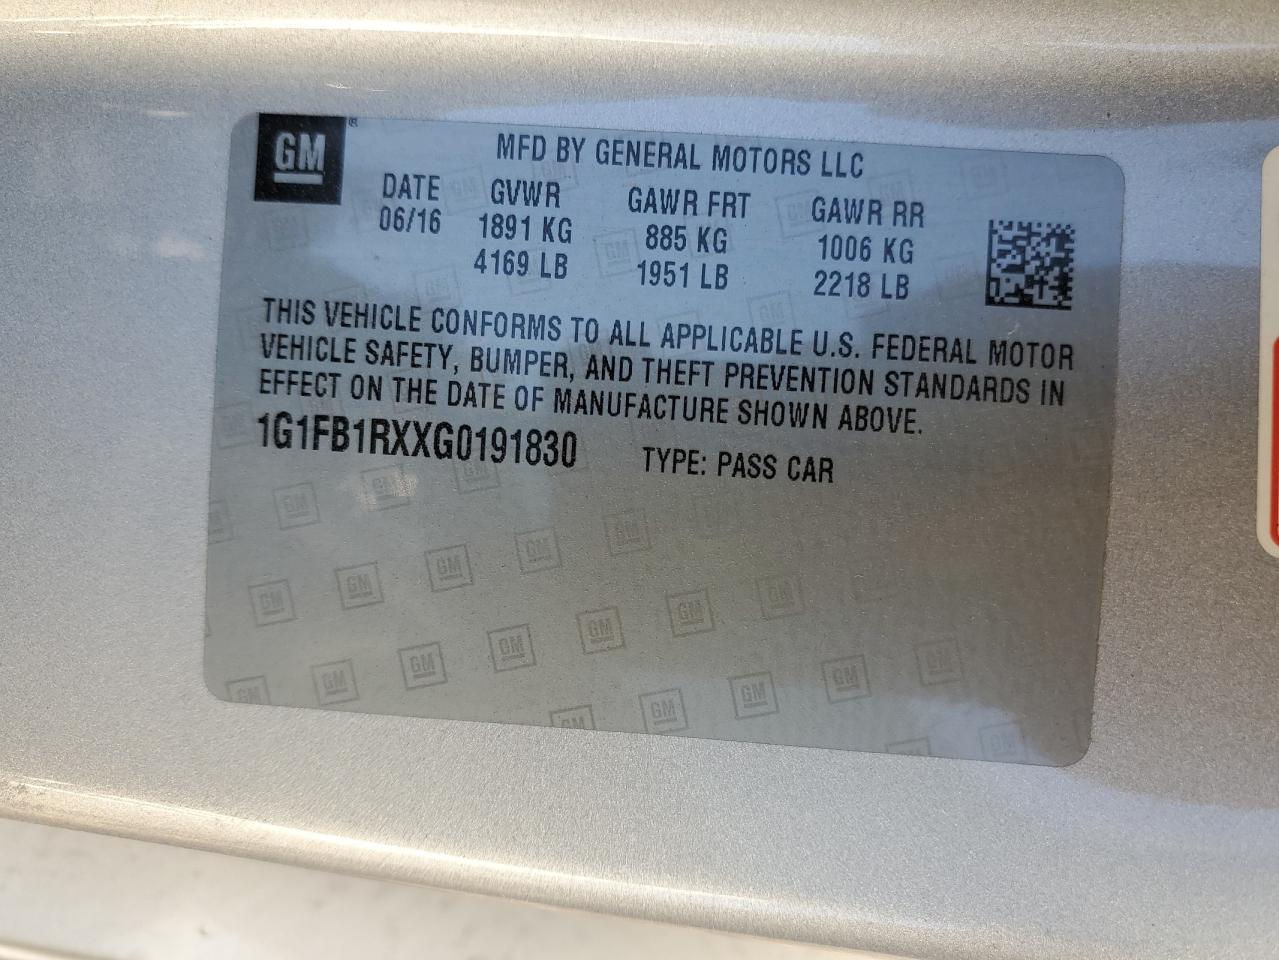 GM ®
MFD BY GENERAL MOTORS LLC
DATE GVWR GAWR FRT GAWR RR
06/16 1891 KG 885 KG 1006 KG
4169 LB 1951 LB 2218 LB
THIS VEHICLE CONFORMS TO ALL APPLICABLE U.S. FEDERAL MOTOR
VEHICLE SAFETY, BUMPER, AND THEFT PREVENTION STANDARDS IN
EFFECT ON THE DATE OF MANUFACTURE SHOWN ABOVE.
1G1FB1RXXG0191830 TYPE: PASS CAR